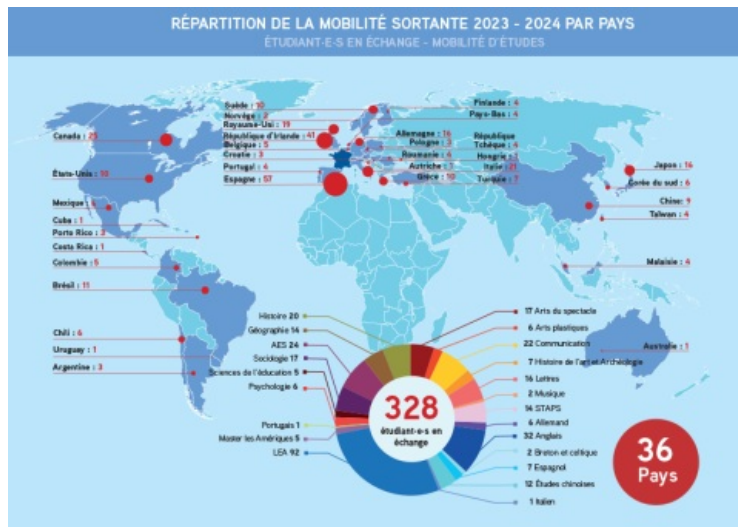 RÉPARTITION DE LA MOBILITÉ SORTANTE 2023 - 2024 PAR PAYS
ÉTUDIANT·E·S EN ÉCHANGE - MOBILITÉ D'ÉTUDES
Suède : 10
Norvège : 2
Royaume-Uni : 19
République d'Irlande : 41
Belgique : 5
Croatie : 3
Portugal : 4
Espagne : 57
Finlande : 4
Pays-Bas : 4
Allemagne : 16
Pologne :
Roumanie : 4
Autriche :
Grèce : 10
République
Tchèque :
Hongrie :
Italie : 21
Turquie : 7
Canada : 25
États-Unis : 10
Mexique :
Cuba : 1
Porto Rico :
Costa Rica : 1
Colombie : 5
Brésil : 11
Chili : 6
Uruguay : 1
Argentine : 3
Japon : 16
Corée du sud : 6
Chine : 9
Taïwan : 4
Malaisie : 4
Australie : 1
Histoire 20
Géographie 14
AES 24
Sociologie 17
Sciences de l'éducation 5
Psychologie 6
Portugais 1
Master les Amériques 5
LEA 92
328
étudiant·e·s en
échange
17 Arts du spectacle
6 Arts plastiques
22 Communication
7 Histoire de l'art et Archéologie
16 Lettres
2 Musique
14 STAPS
6 Allemand
32 Anglais
2 Breton et celtique
7 Espagnol
12 Études chinoises
1 Italien
36
Pays